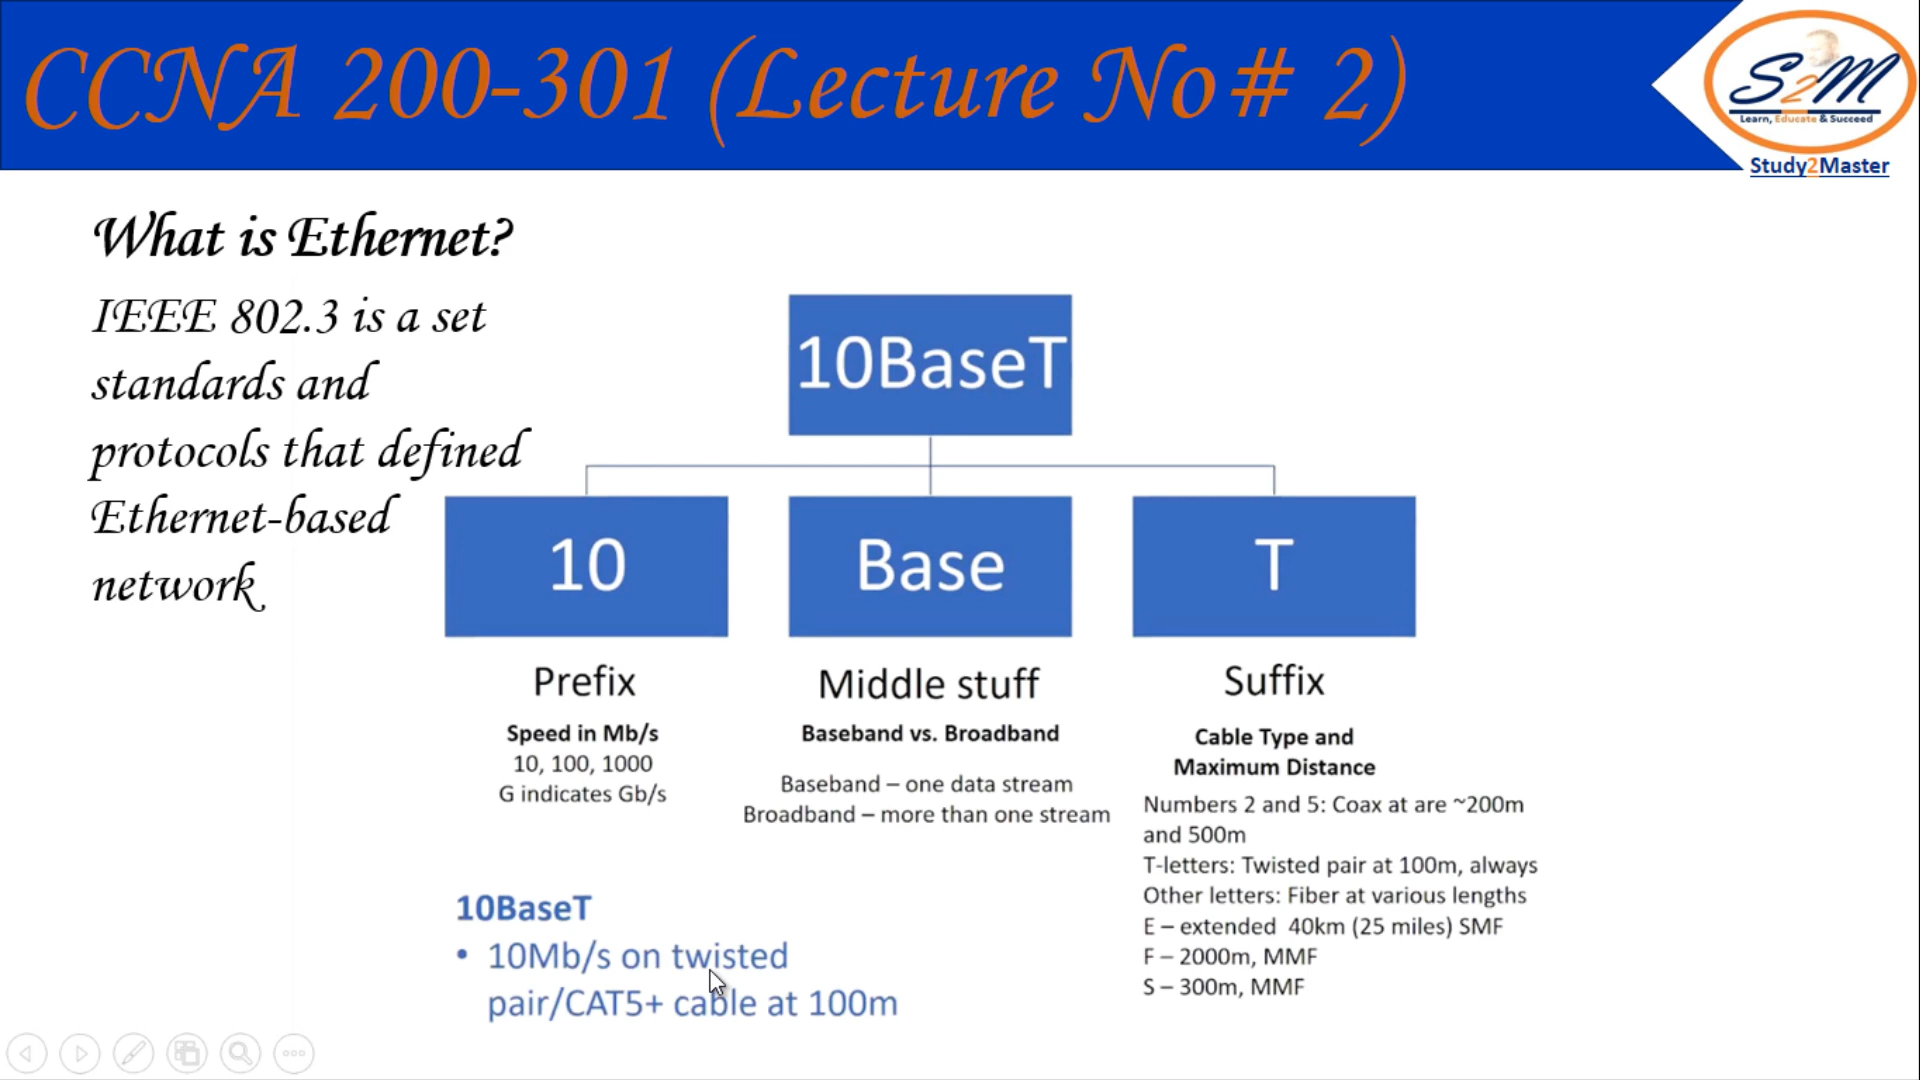 CCNA 200-301 (Lecture No# 2)
S2M
Learn, Educate & Succeed
Study2Master
What is Ethernet?
IEEE 802.3 is a set
standards and
protocols that defined
Ethernet-based
network
10BaseT
10
Base
T
Prefix
Speed in Mb/s
10, 100, 1000
G indicates Gb/s
Middle stuff
Baseband vs. Broadband
Baseband – one data stream
Broadband – more than one stream
Suffix
Cable Type and
Maximum Distance
Numbers 2 and 5: Coax at are ~200m
and 500m
T-letters: Twisted pair at 100m, always
Other letters: Fiber at various lengths
E – extended 40km (25 miles) SMF
F – 2000m, MMF
S – 300m, MMF
10BaseT
• 10Mb/s on twisted
pair/CAT5+ cable at 100m